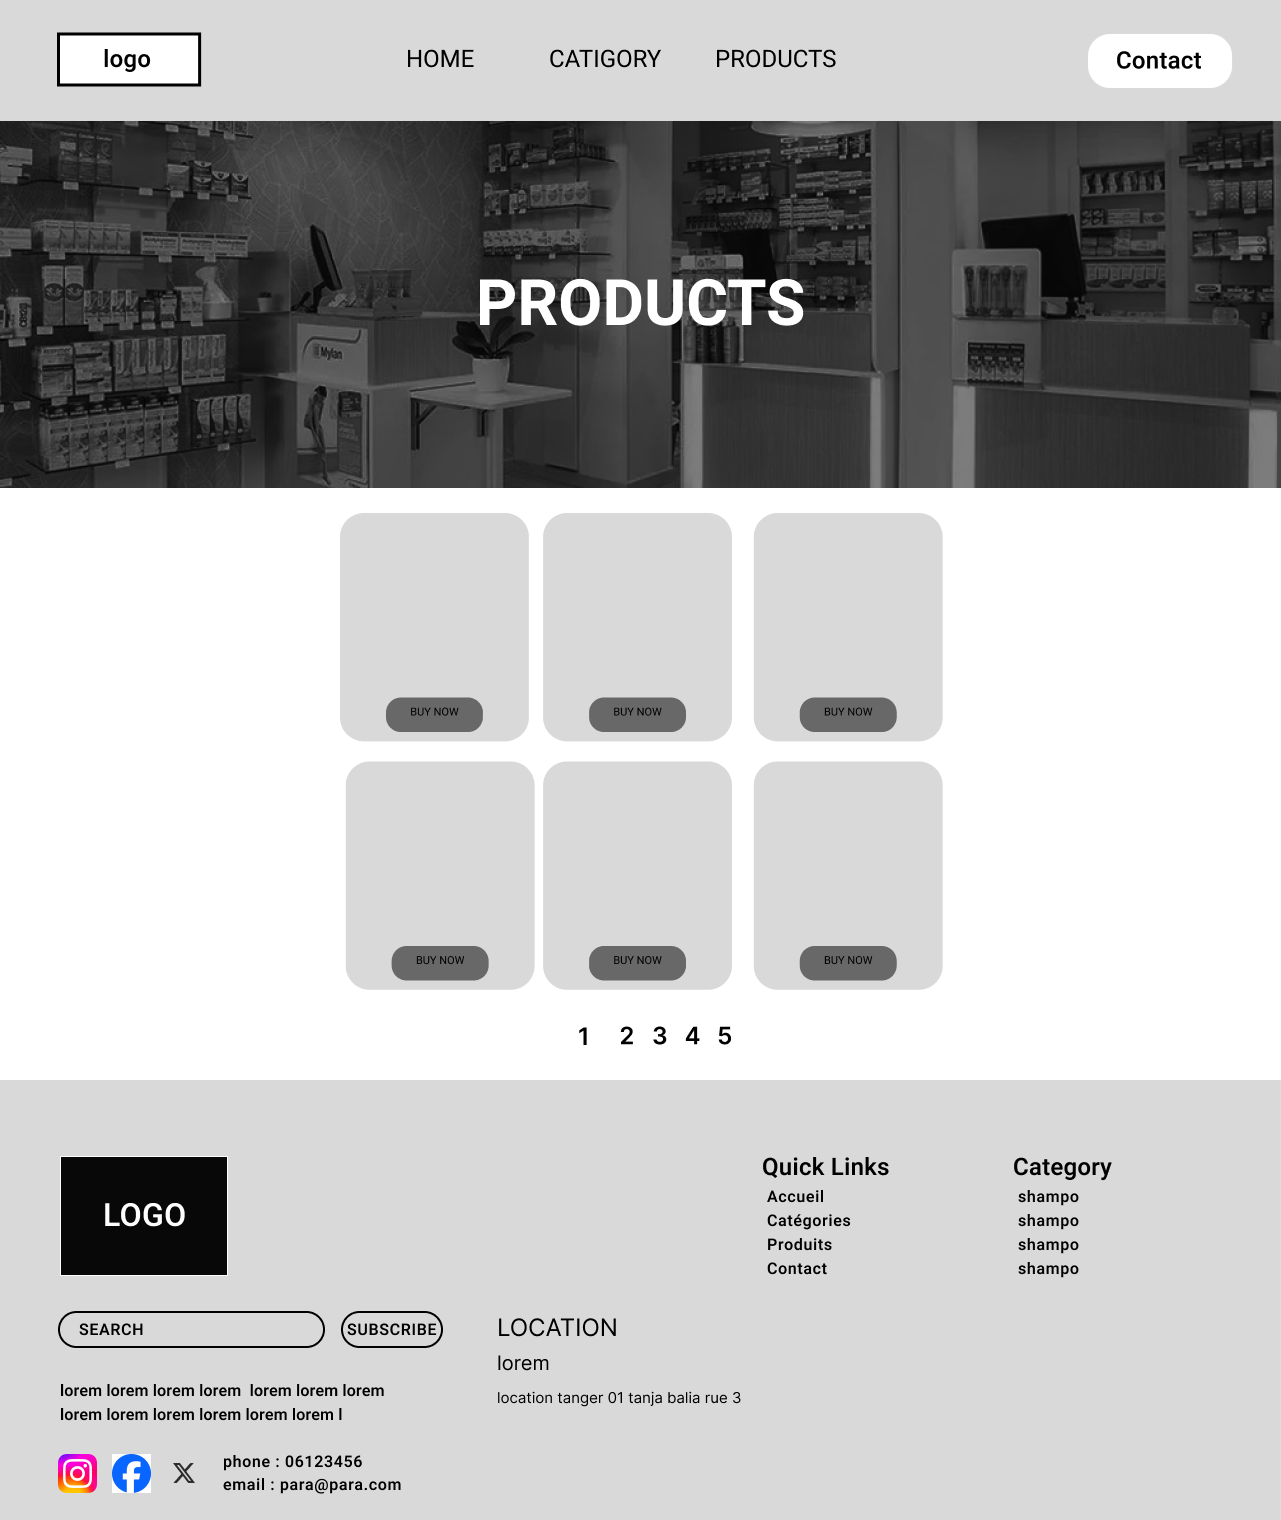 logo
HOME CATIGORY PRODUCTS
Contact
Mylan
PRODUCTS
BUY NOW BUY NOW BUY NOW
BUY NOW BUY NOW BUY NOW
1 2 3 4 5
LOGO
Quick Links
Accueil
Catégories
Produits
Contact
Category
shampo
shampo
shampo
shampo
SEARCH
SUBSCRIBE
LOCATION
lorem
location tanger 01 tanja balia rue 3
lorem lorem lorem lorem lorem lorem lorem
lorem lorem lorem lorem lorem lorem l
phone : 06123456
email : para@para.com